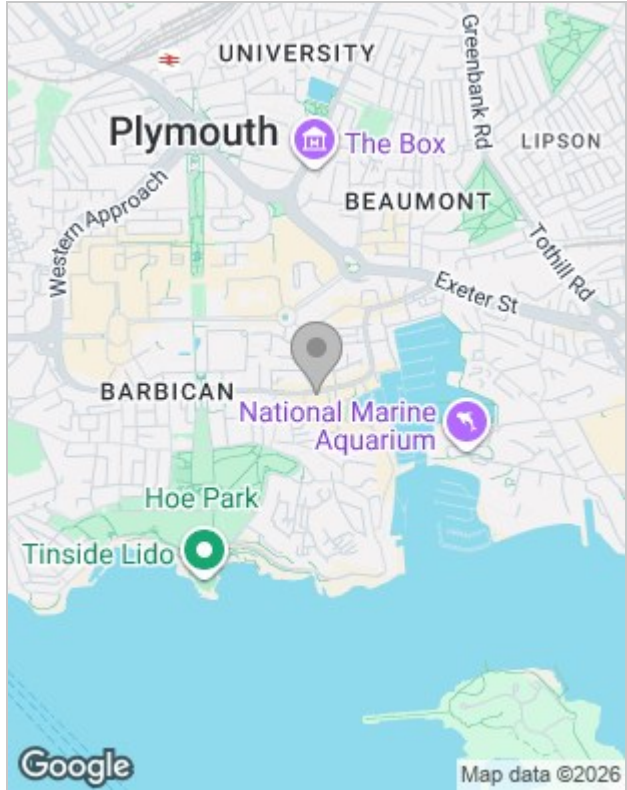 UNIVERSITY
Greenbank Rd
Plymouth
The Box
LIPSON
BEAUMONT
Western Approach
Tothill Rd
Exeter St
BARBICAN
National Marine
Aquarium
Hoe Park
Tinside Lido
Google
Map data ©2026